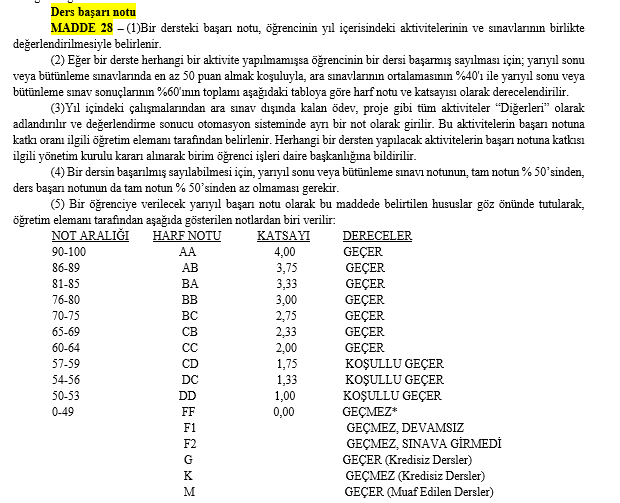 Ders başarı notu
MADDE 28 – (1)Bir dersteki başarı notu, öğrencinin yıl içerisindeki aktivitelerinin ve sınavlarının birlikte
değerlendirilmesiyle belirlenir.
(2) Eğer bir derste herhangi bir aktivite yapılmamışsa öğrencinin bir dersi başarmış sayılması için; yarıyıl sonu
veya bütünleme sınavlarında en az 50 puan almak koşuluyla, ara sınavlarının ortalamasının %40'ı ile yarıyıl sonu veya
bütünleme sınav sonuçlarının %60'ının toplamı aşağıdaki tabloya göre harf notu ve katsayısı olarak derecelendirilir.
(3)Yıl içindeki çalışmalarından ara sınav dışında kalan ödev, proje gibi tüm aktiviteler “Diğerleri” olarak
adlandırılır ve değerlendirme sonucu otomasyon sisteminde ayrı bir not olarak girilir. Bu aktivitelerin başarı notuna
katkı oranı ilgili öğretim elemanı tarafından belirlenir. Herhangi bir dersten yapılacak aktivitelerin başarı notuna katkısı
ilgili yönetim kurulu kararı alınarak birim öğrenci işleri daire başkanlığına bildirilir.
(4) Bir dersin başarılmış sayılabilmesi için, yarıyıl sonu veya bütünleme sınavı notunun, tam notun % 50’sinden,
ders başarı notunun da tam notun % 50’sinden az olmaması gerekir.
(5) Bir öğrenciye verilecek yarıyıl başarı notu olarak bu maddede belirtilen hususlar göz önünde tutularak,
öğretim elemanı tarafından aşağıda gösterilen notlardan biri verilir:
NOT ARALIĞI HARF NOTU KATSAYI DERECELER
90-100 AA 4,00 GEÇER
86-89 AB 3,75 GEÇER
81-85 BA 3,33 GEÇER
76-80 BB 3,00 GEÇER
70-75 BC 2,75 GEÇER
65-69 CB 2,33 GEÇER
60-64 CC 2,00 GEÇER
57-59 CD 1,75 KOŞULLU GEÇER
54-56 DC 1,33 KOŞULLU GEÇER
50-53 DD 1,00 KOŞULLU GEÇER
0-49 FF 0,00 GEÇMEZ*
F1 GEÇMEZ, DEVAMSIZ
F2 GEÇMEZ, SINAVA GİRMEDİ
G GEÇER (Kredisiz Dersler)
K GEÇMEZ (Kredisiz Dersler)
M GEÇER (Muaf Edilen Dersler)